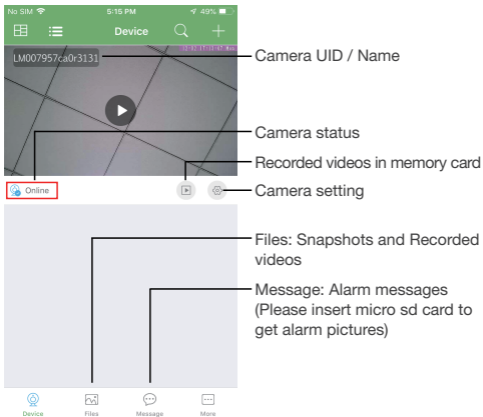 No SIM 5:15 PM 49%
Device
LM007957ca0r3131
Camera UID / Name
Camera status
Recorded videos in memory card
Online
Camera setting
Files: Snapshots and Recorded
videos
Message: Alarm messages
(Please insert micro sd card to
get alarm pictures)
Device Files Message More